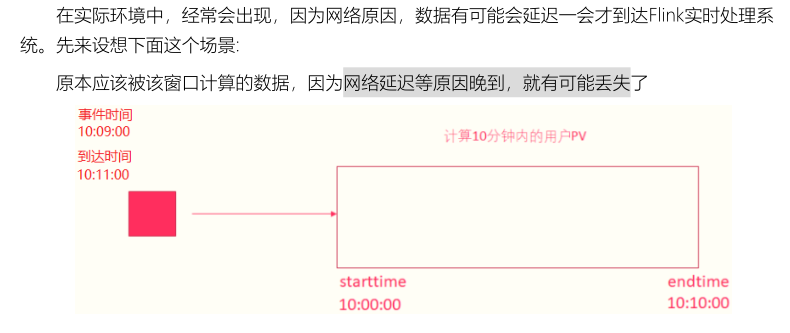 在实际环境中，经常会出现，因为网络原因，数据有可能会延迟一会才到达Flink实时处理系
统。先来设想下面这个场景:
原本应该被该窗口计算的数据，因为网络延迟等原因晚到，就有可能丢失了
事件时间
10:09:00
到达时间
10:11:00
计算10分钟内的用户PV
starttime
10:00:00
endtime
10:10:00